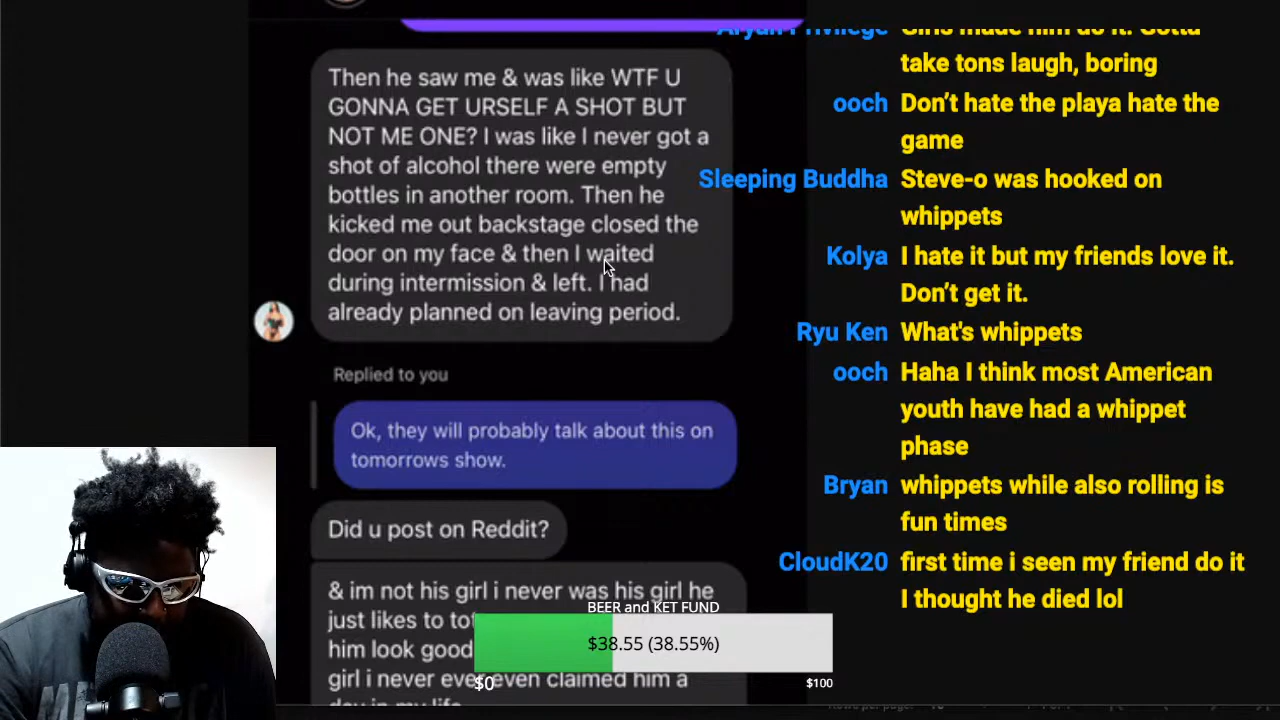 Then he saw me & was like WTF U
GONNA GET URSELF A SHOT BUT
NOT ME ONE? I was like I never got a
shot of alcohol there were empty
bottles in another room. Then he
kicked me out backstage closed the
door on my face & then I waited
during intermission & left. I had
already planned on leaving period.
Replied to you
Ok, they will probably talk about this on
tomorrows show.
Did u post on Reddit?
& im not his girl i never was his girl he
just likes to
him look good
girl i never ever even claimed him a
day in my life
BEER and KET FUND
$38.55 (38.55%)
$0
$100
Aryan Privilege Girls made him do it. Gotta
take tons laugh, boring
ooch Don’t hate the playa hate the
game
Sleeping Buddha Steve-o was hooked on
whippets
Kolya I hate it but my friends love it.
Don’t get it.
Ryu Ken What's whippets
ooch Haha I think most American
youth have had a whippet
phase
Bryan whippets while also rolling is
fun times
CloudK20 first time i seen my friend do it
I thought he died lol